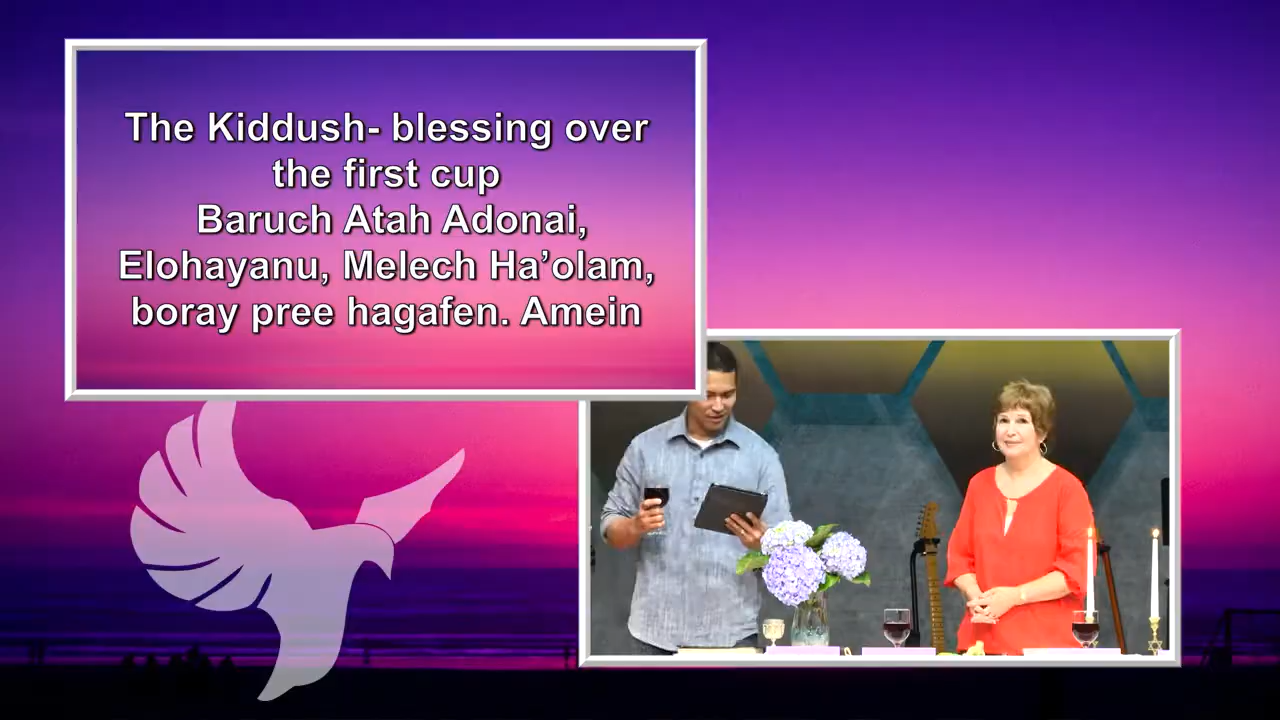 The Kiddush- blessing over
the first cup
Baruch Atah Adonai,
Elohayanu, Melech Ha’olam,
boray pree hagafen. Amein